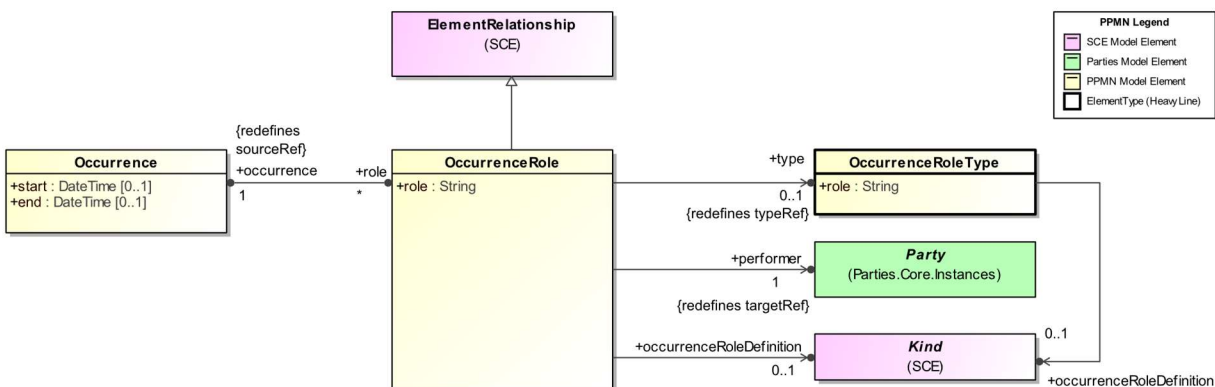 ElementRelationship
(SCE)
PPMN Legend
SCE Model Element
Parties Model Element
PPMN Model Element
ElementType (Heavy Line)
{redefines
sourceRef}
+occurrence
1
+role
*
Occurrence
+start : DateTime [0..1]
+end : DateTime [0..1]
OccurrenceRole
+role : String
+type
0..1
{redefines typeRef}
OccurrenceRoleType
+role : String
+performer
1
{redefines targetRef}
Party
(Parties.Core.Instances)
+occurrenceRoleDefinition
0..1
Kind
(SCE)
0..1
+occurrenceRoleDefinition